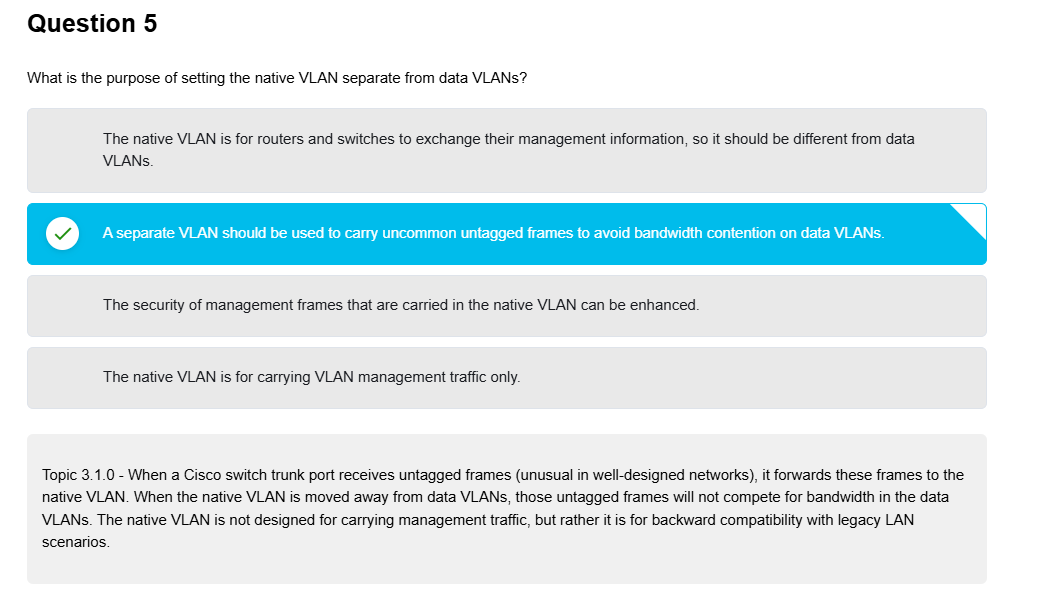 Question 5
What is the purpose of setting the native VLAN separate from data VLANs?
The native VLAN is for routers and switches to exchange their management information, so it should be different from data
VLANs.
A separate VLAN should be used to carry uncommon untagged frames to avoid bandwidth contention on data VLANs.
The security of management frames that are carried in the native VLAN can be enhanced.
The native VLAN is for carrying VLAN management traffic only.
Topic 3.1.0 - When a Cisco switch trunk port receives untagged frames (unusual in well-designed networks), it forwards these frames to the
native VLAN. When the native VLAN is moved away from data VLANs, those untagged frames will not compete for bandwidth in the data
VLANs. The native VLAN is not designed for carrying management traffic, but rather it is for backward compatibility with legacy LAN
scenarios.